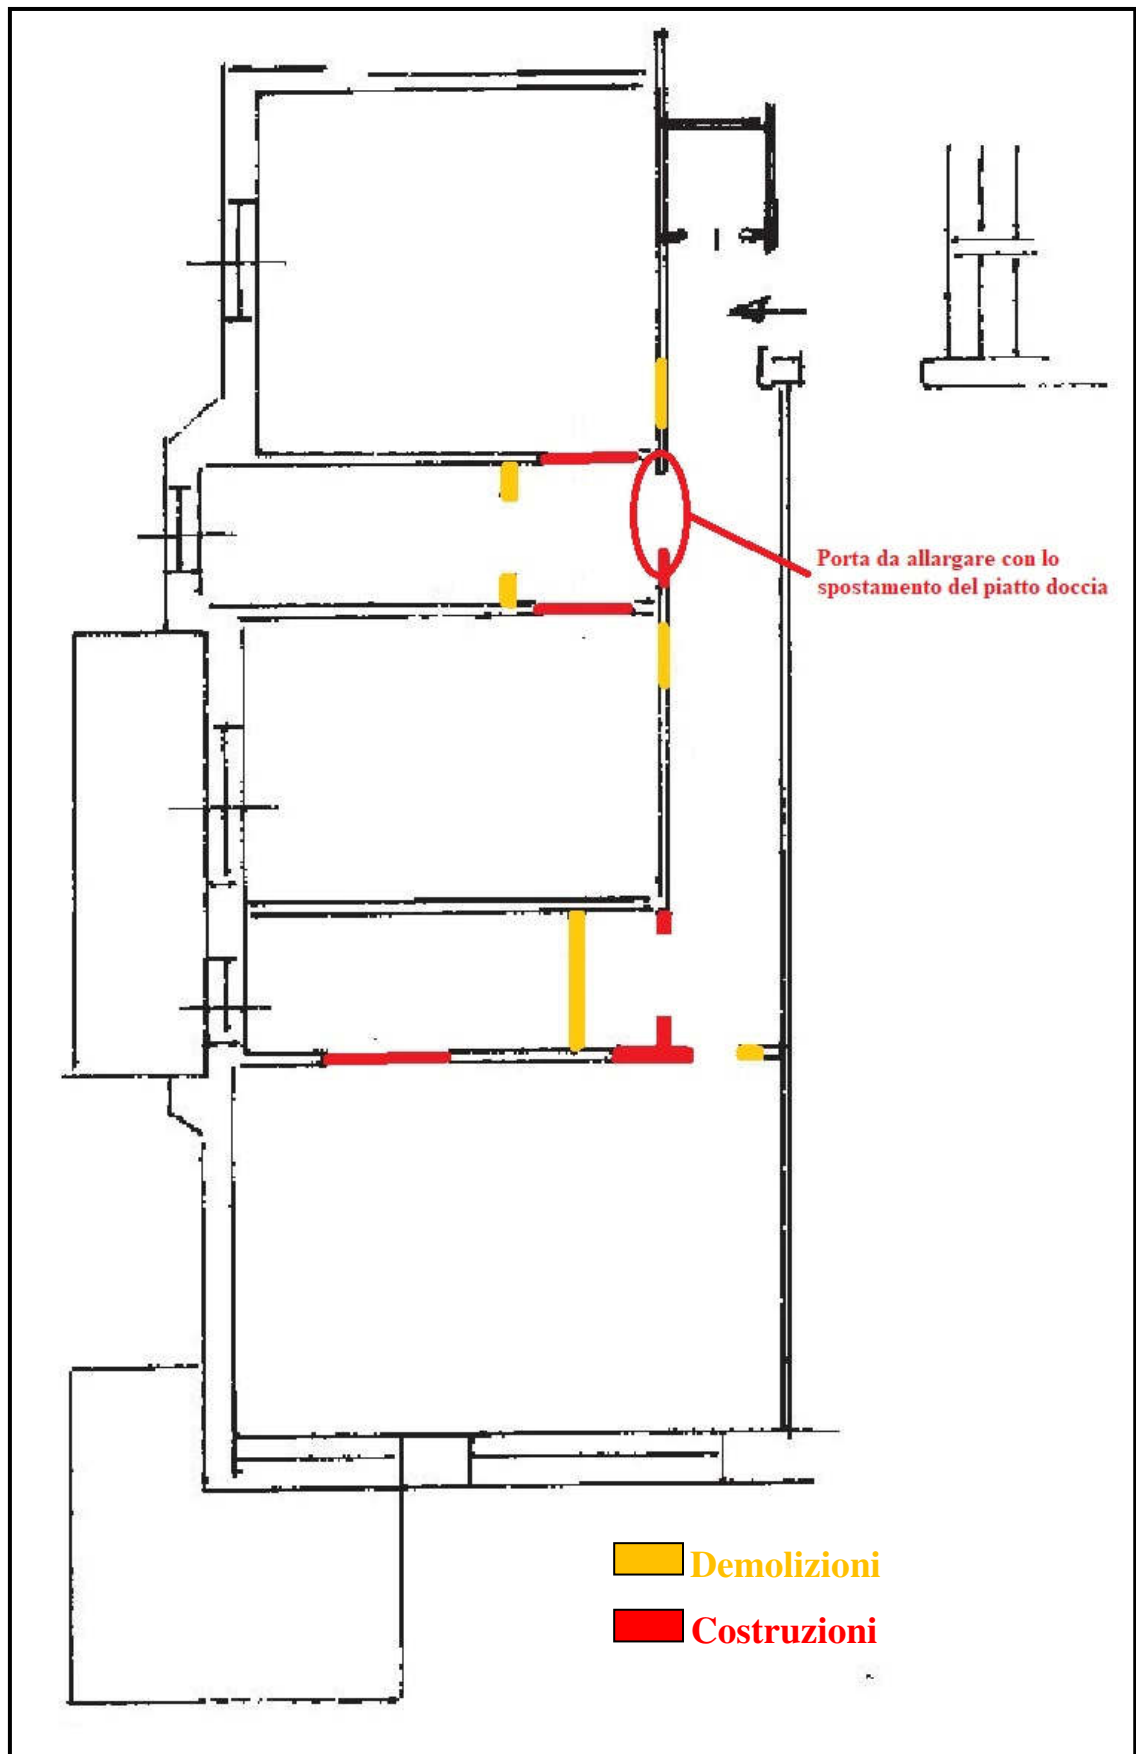 Porta da allargare con lo
spostamento del piatto doccia
Demolizioni
Costruzioni